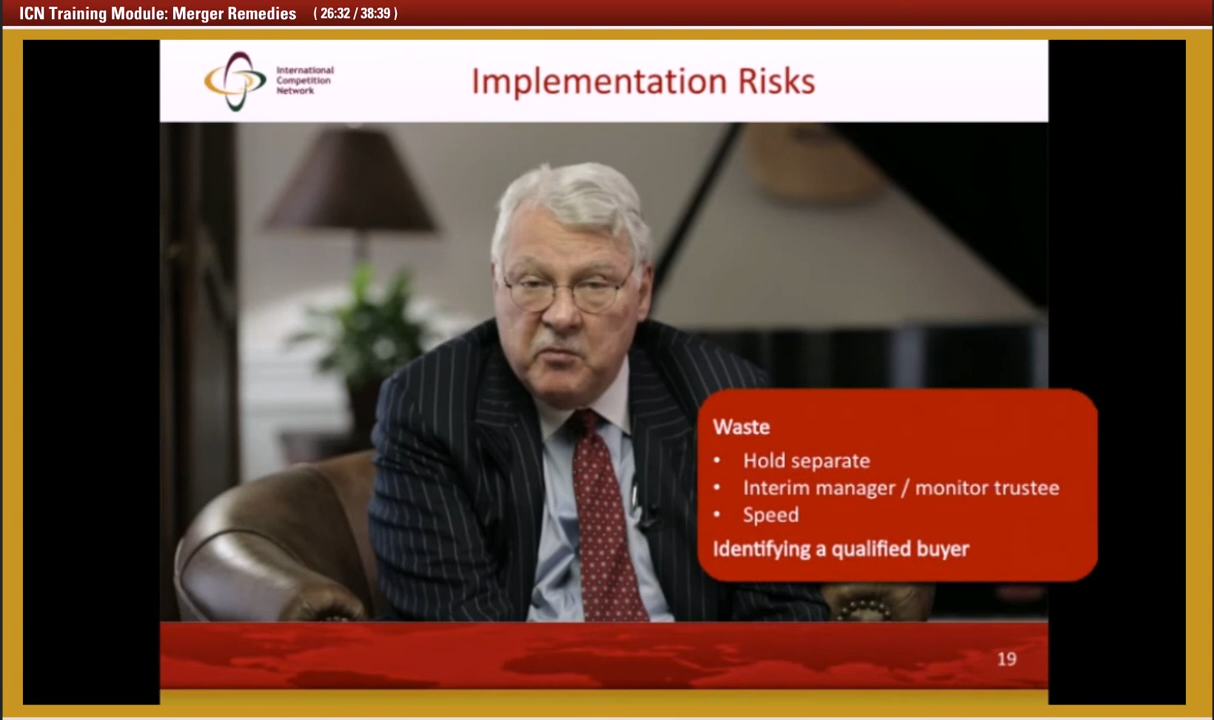 ICN Training Module: Merger Remedies ( 26:32 / 38:39 )
International
Competition
Network
Implementation Risks
Waste
• Hold separate
• Interim manager / monitor trustee
• Speed
Identifying a qualified buyer
19